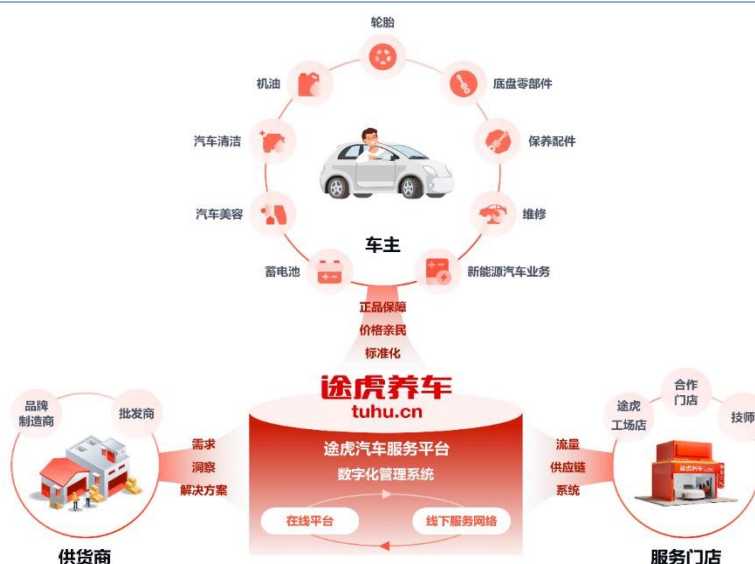 轮胎
机油
底盘零部件
汽车清洁
保养配件
汽车美容
维修
车主
蓄电池
新能源汽车业务
正品保障
价格亲民
标准化
途虎养车
tuhu.cn
品牌
制造商
批发商
需求
洞察
解决方案
供货商
途虎汽车服务平台
数字化管理系统
在线平台
线下服务网络
流量
供应链
系统
途虎
工场店
合作
门店
技师
途虎养车
服务门店